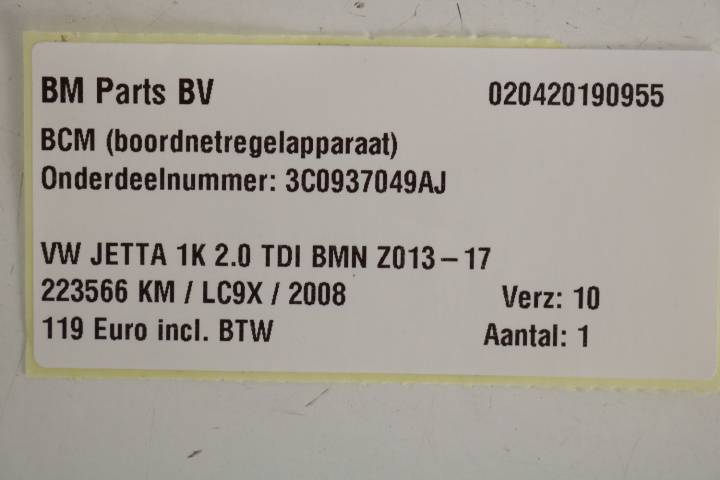 BM Parts BV 020420190955
BCM (boordnetregelapparaat)
Onderdeelnummer: 3C0937049AJ
VW JETTA 1K 2.0 TDI BMN Z013-17
223566 KM / LC9X / 2008 Verz: 10
119 Euro incl. BTW Aantal: 1